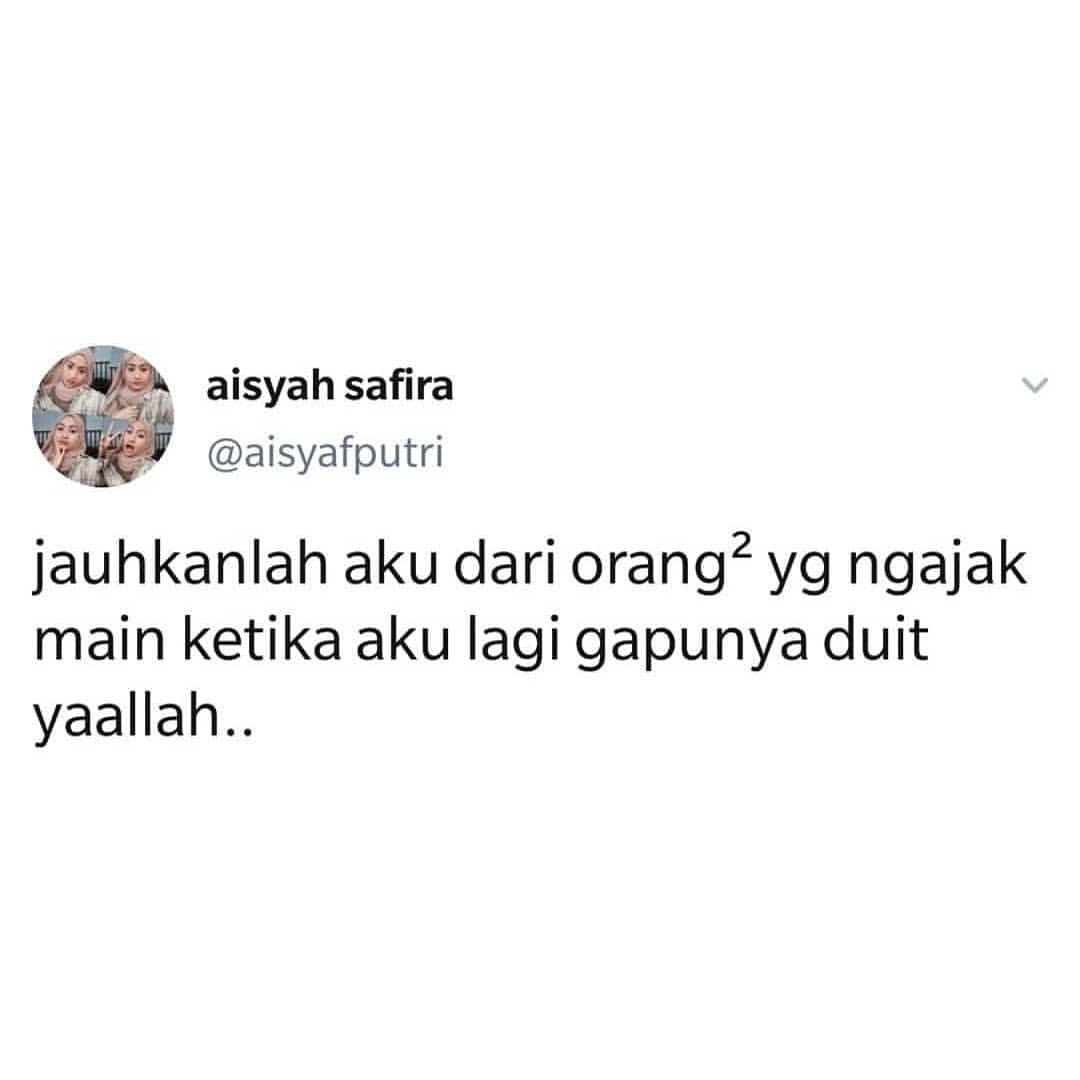 aisyah safira
@aisyafputri
jauhkanlah aku dari orang² yg ngajak
main ketika aku lagi gapunya duit
yaallah..